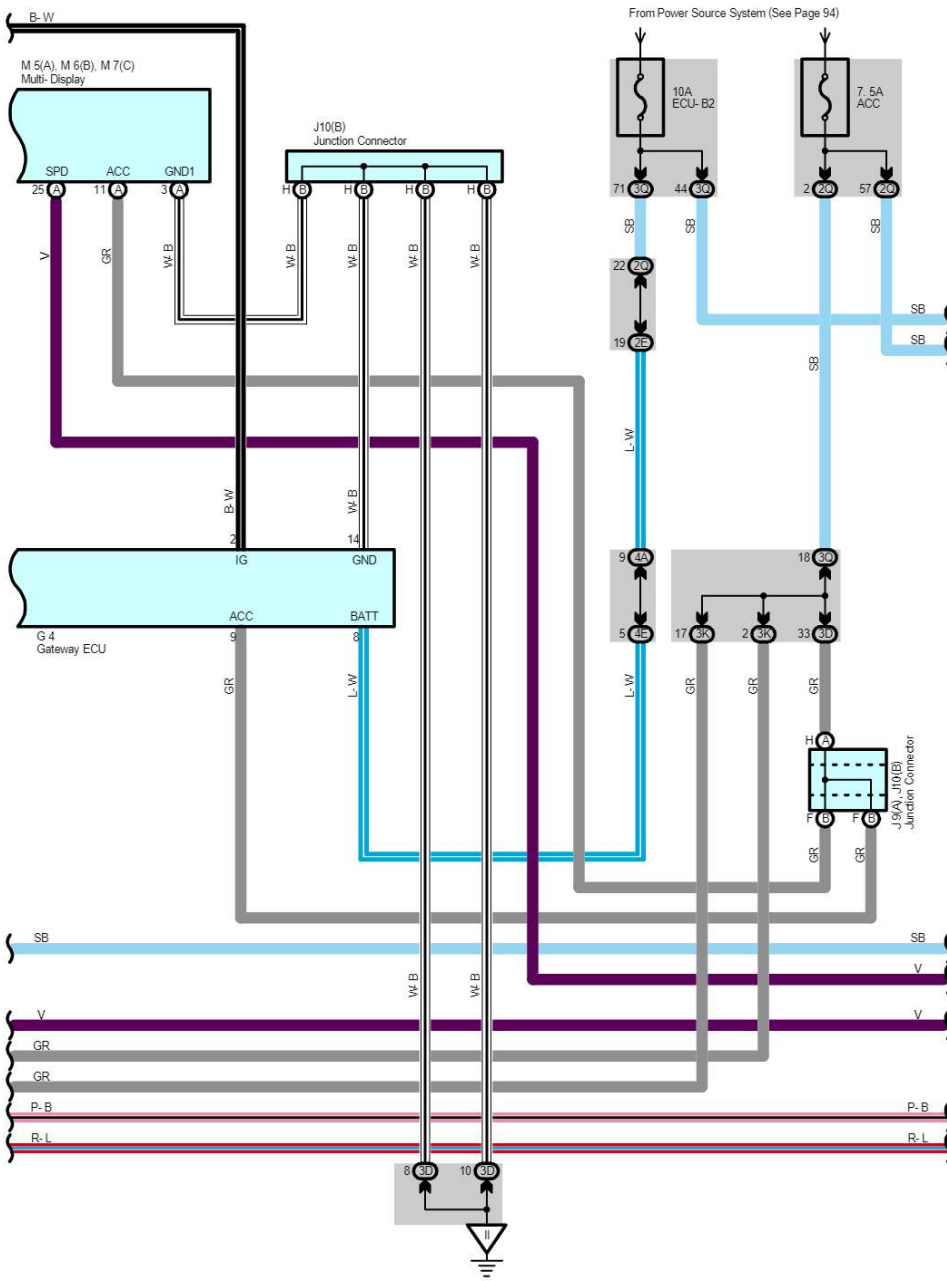 B- W
From Power Source System (See Page 94)
M 5(A), M 6(B), M 7(C)
Multi- Display
10A
ECU- B2
7. 5A
ACC
J10(B)
Junction Connector
SPD ACC GND1
25 A 11 A 3 A H B H B H B H B 71 3Q 44 3Q 2 2Q 57 2Q
V GR W- B W- B W- B W- B W- B SB SB SB SB
22 2Q
SB
19 2E
SB
SB
L- W
B- W W- B
2 14 9 4A 18 3Q
IG GND
ACC BATT
9 8 5 4E 17 3K 2 3K 33 3D
G 4
Gateway ECU
GR L- W L- W GR GR GR
H A
J 9(A), J10(B)
Junction Connector
F B F B
GR GR
SB SB
V
W- B W- B
V V
GR
GR
P- B P- B
R- L R- L
8 3D 10 3D
II